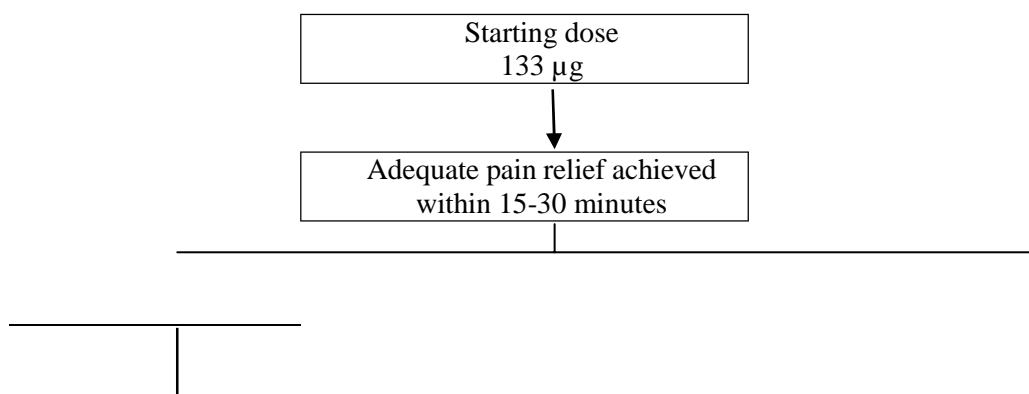 Starting dose
133 µg
Adequate pain relief achieved
within 15-30 minutes